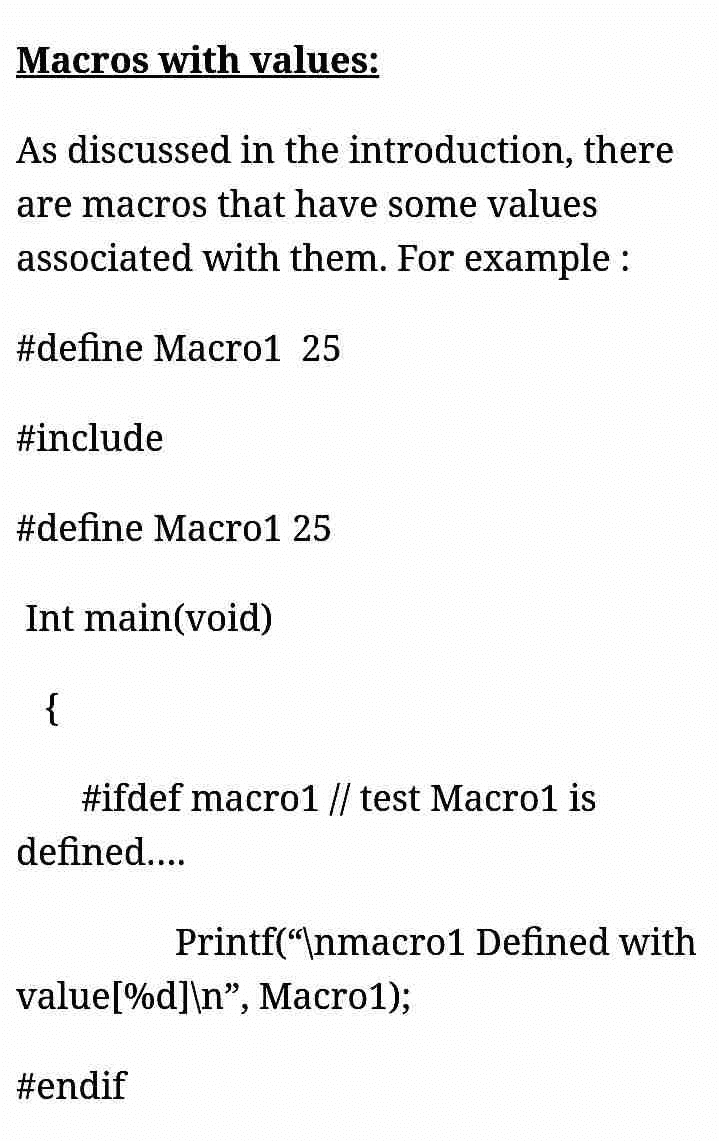 Macros with values:
As discussed in the introduction, there
are macros that have some values
associated with them. For example :
#define Macro1  25
#include
#define Macro1 25
Int main(void)
{
#ifdef macro1 // test Macro1 is
defined....
Printf(“\nmacro1 Defined with
value[%d]\n”, Macro1);
#endif